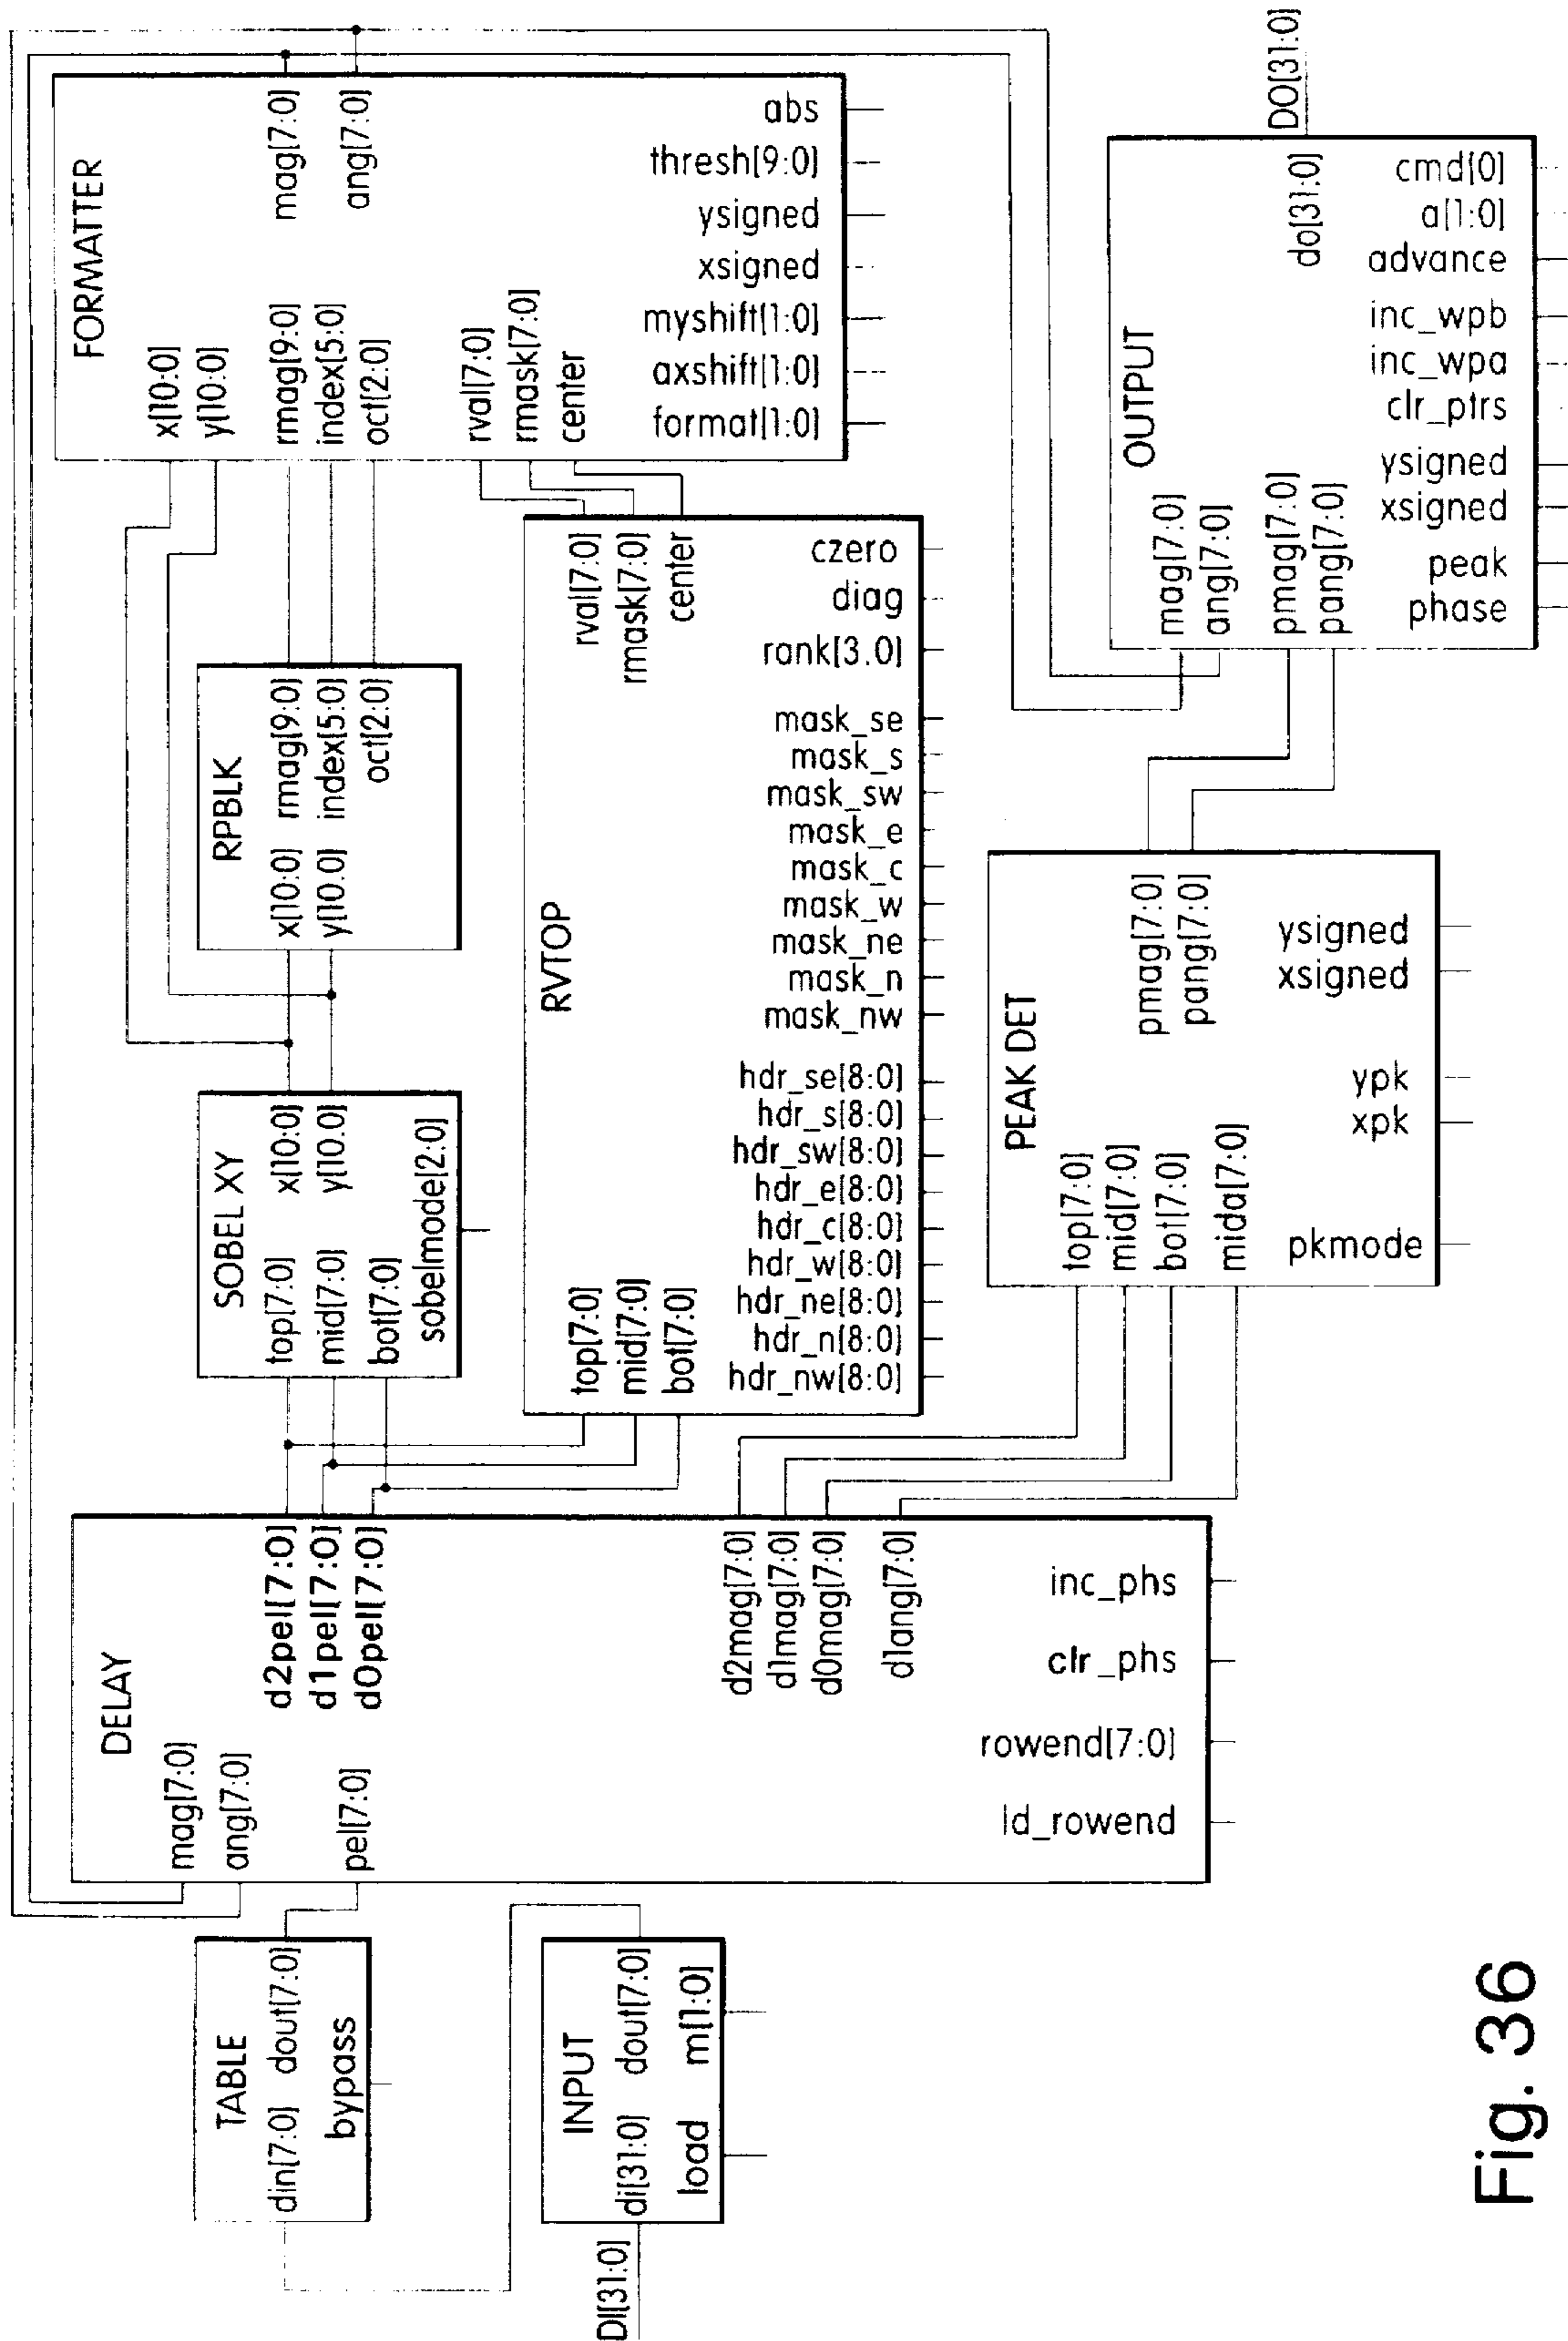 DI[31:0]
INPUT
di[31:0] dout[7:0]
load m[1:0]
TABLE
din[7:0] dout[7:0]
bypass
DELAY
mag[7:0]
ang[7:0]
pel[7:0]
d2pel[7:0]
d1pel[7:0]
d0pel[7:0]
d2mag[7:0]
d1mag[7:0]
d0mag[7:0]
d1ang[7:0]
ld_rowend
rowend[7:0]
clr_phs
inc_phs
SOBEL XY
top[7:0] x[10:0]
mid[7:0] y[10.0]
bot[7:0]
sobelmode[2:0]
RPBLK
x[10:0] rmag[9:0]
y[10.0] index[5:0]
oct[2:0]
FORMATTER
x[10:0]
y[10:0]
rmag[9:0]
index[5:0]
oct[2:0]
rval[7:0]
rmask[7:0]
center
mag[7:0]
ang[7:0]
format[1:0]
axshift[1:0]
myshift[1:0]
xsigned
ysigned
thresh[9:0]
abs
RVTOP
top[7:0]
mid[7:0]
bot[7:0]
rval[7:0]
rmask[7:0]
center
hdr_nw[8:0]
hdr_n[8:0]
hdr_ne[8:0]
hdr_w[8:0]
hdr_c[8:0]
hdr_e[8:0]
hdr_sw[8:0]
hdr_s[8:0]
hdr_se[8:0]
mask_nw
mask_n
mask_ne
mask_w
mask_c
mask_e
mask_sw
mask_s
mask_se
rank[3.0]
diag
czero
PEAK DET
top[7:0]
mid[7:0]
bot[7:0]
mida[7:0]
pmag[7:0]
pang[7:0]
pkmode
xpk
ypk
xsigned
ysigned
OUTPUT
mag[7:0]
ang[7:0]
pmag[7:0]
pang[7:0]
do[31:0]
phase
peak
xsigned
ysigned
clr_ptrs
inc_wpa
inc_wpb
advance
a[1:0]
cmd[0]
DO[31:0]
Fig. 36